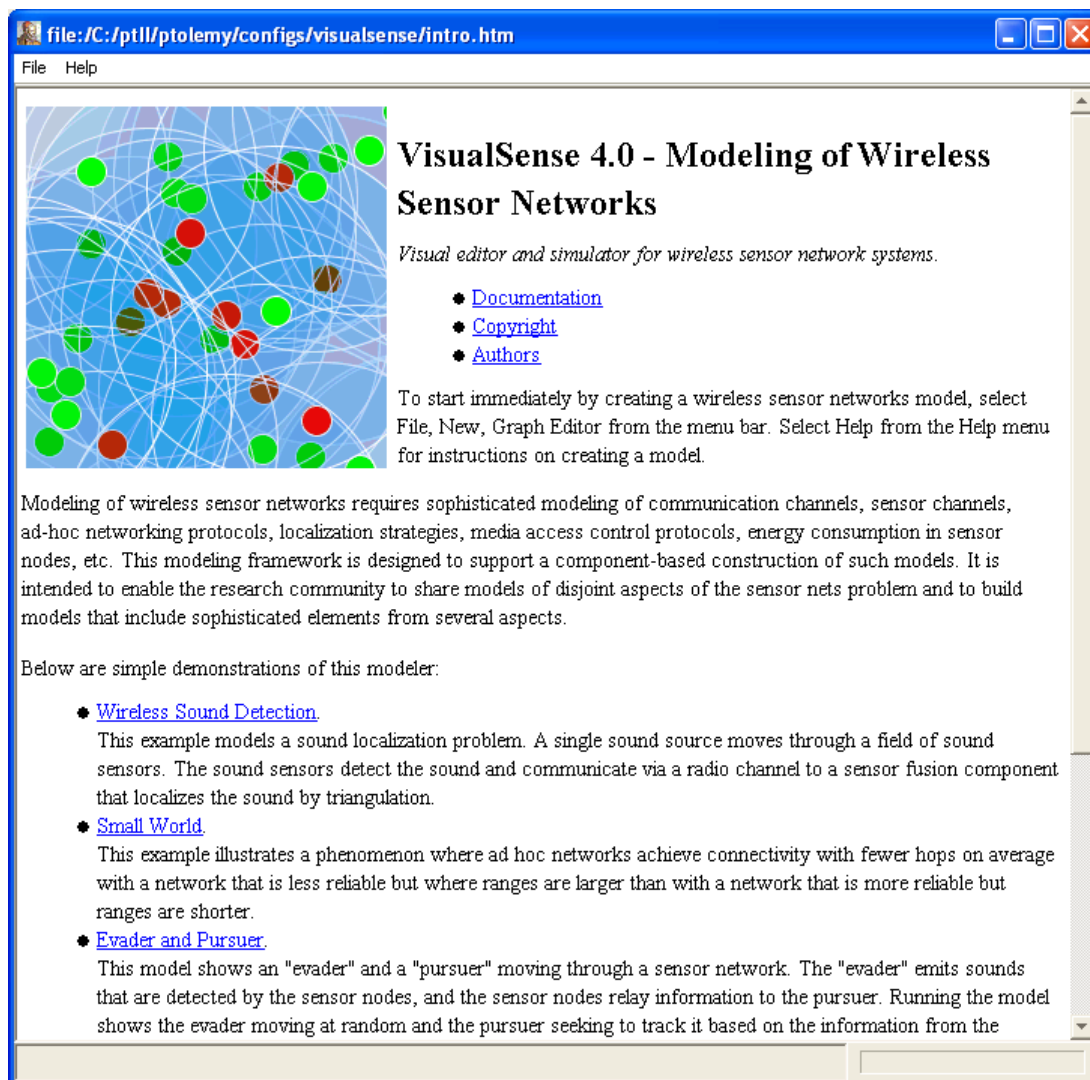 file:/C:/ptII/ptolemy/configs/visualsense/intro.htm
File Help
VisualSense 4.0 - Modeling of Wireless
Sensor Networks
Visual editor and simulator for wireless sensor network systems.
Documentation
Copyright
Authors
To start immediately by creating a wireless sensor networks model, select
File, New, Graph Editor from the menu bar. Select Help from the Help menu
for instructions on creating a model.
Modeling of wireless sensor networks requires sophisticated modeling of communication channels, sensor channels,
ad-hoc networking protocols, localization strategies, media access control protocols, energy consumption in sensor
nodes, etc. This modeling framework is designed to support a component-based construction of such models. It is
intended to enable the research community to share models of disjoint aspects of the sensor nets problem and to build
models that include sophisticated elements from several aspects.
Below are simple demonstrations of this modeler:
Wireless Sound Detection.
This example models a sound localization problem. A single sound source moves through a field of sound
sensors. The sound sensors detect the sound and communicate via a radio channel to a sensor fusion component
that localizes the sound by triangulation.
Small World.
This example illustrates a phenomenon where ad hoc networks achieve connectivity with fewer hops on average
with a network that is less reliable but where ranges are larger than with a network that is more reliable but
ranges are shorter.
Evader and Pursuer.
This model shows an "evader" and a "pursuer" moving through a sensor network. The "evader" emits sounds
that are detected by the sensor nodes, and the sensor nodes relay information to the pursuer. Running the model
shows the evader moving at random and the pursuer seeking to track it based on the information from the